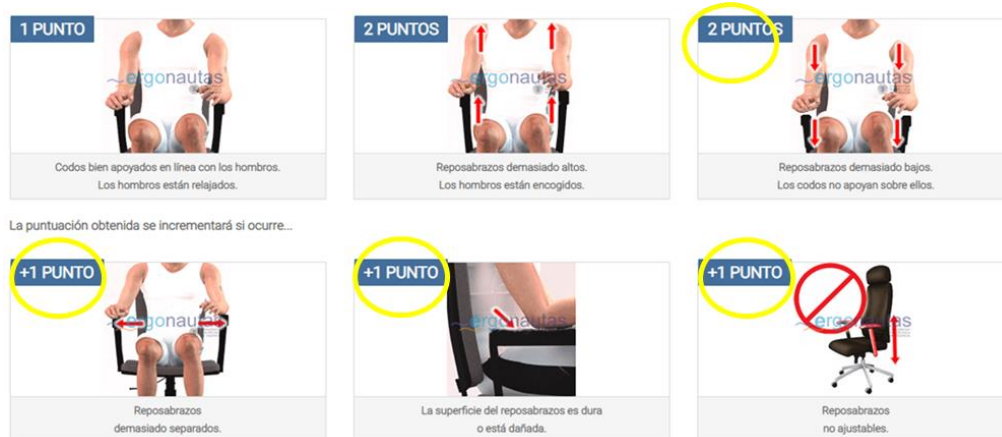 1 PUNTO
2 PUNTOS
2 PUNTOS
ergonautas
ergonautas
ergonautas
Codos bien apoyados en línea con los hombros.
Los hombros están relajados.
Reposabrazos demasiado altos.
Los hombros están encogidos.
Reposabrazos demasiado bajos.
Los codos no apoyan sobre ellos.
La puntuación obtenida se incrementará si ocurre...
+1 PUNTO
+1 PUNTO
+1 PUNTO
ergonautas
ergonautas
ergonautas
Reposabrazos
demasiado separados.
La superficie del reposabrazos es dura
o está dañada.
Reposabrazos
no ajustables.